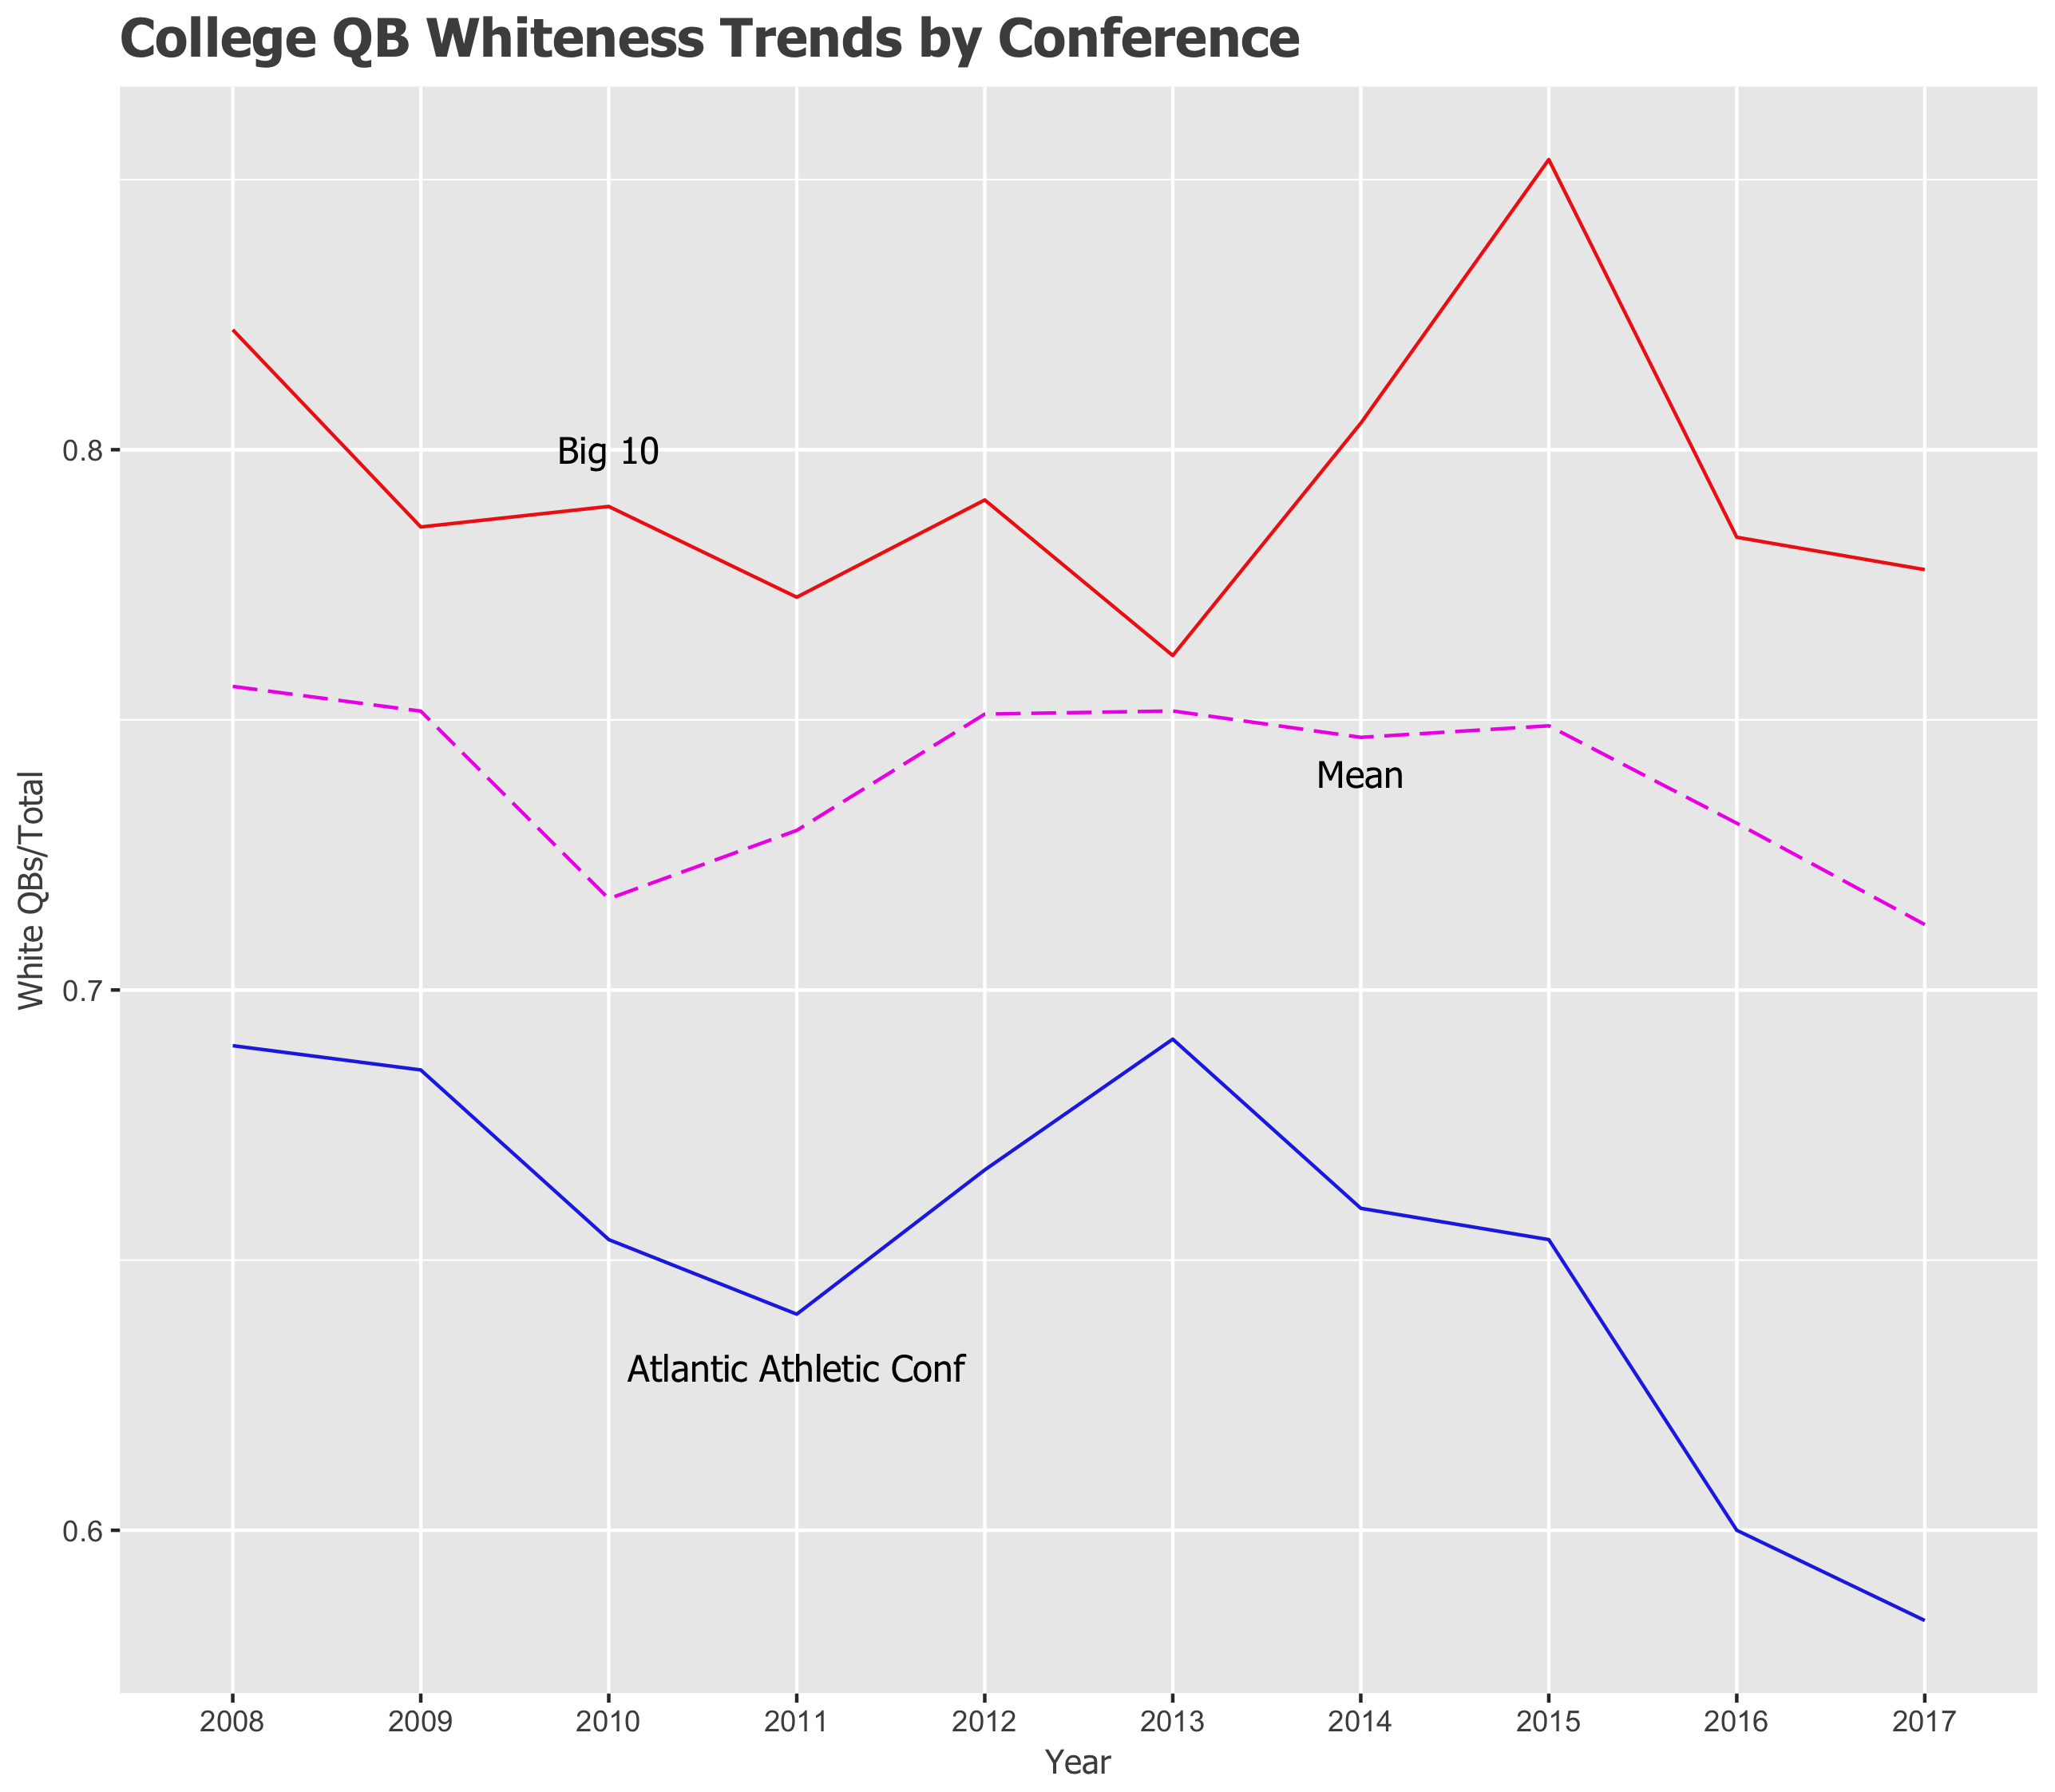 College QB Whiteness Trends by Conference
White QBs/Total
0.8
0.7
0.6
Big 10
Mean
Atlantic Athletic Conf
2008 2009 2010 2011 2012 2013 2014 2015 2016 2017
Year